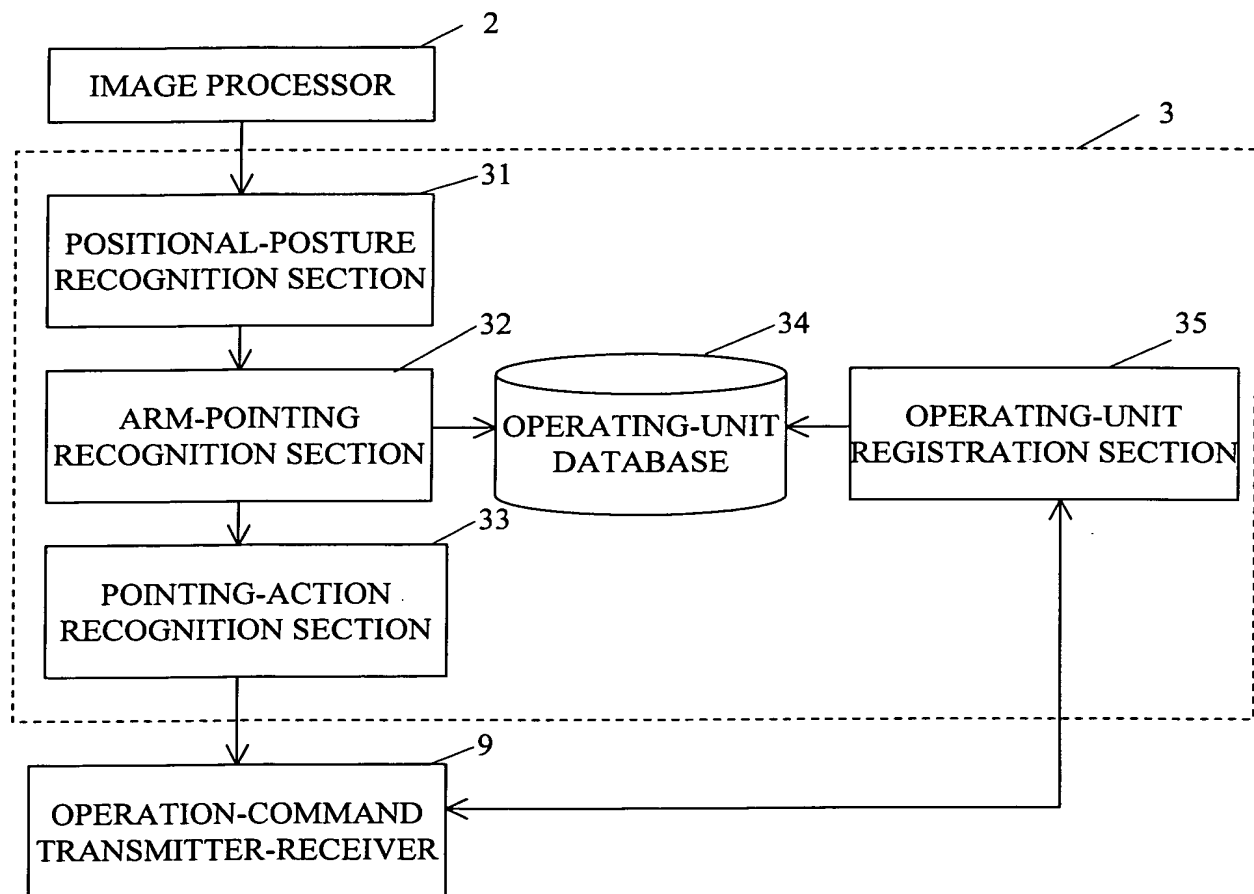 2
IMAGE PROCESSOR
3
31
POSITIONAL-POSTURE
RECOGNITION SECTION
32
ARM-POINTING
RECOGNITION SECTION
34
OPERATING-UNIT
DATABASE
35
OPERATING-UNIT
REGISTRATION SECTION
33
POINTING-ACTION
RECOGNITION SECTION
9
OPERATION-COMMAND
TRANSMITTER-RECEIVER